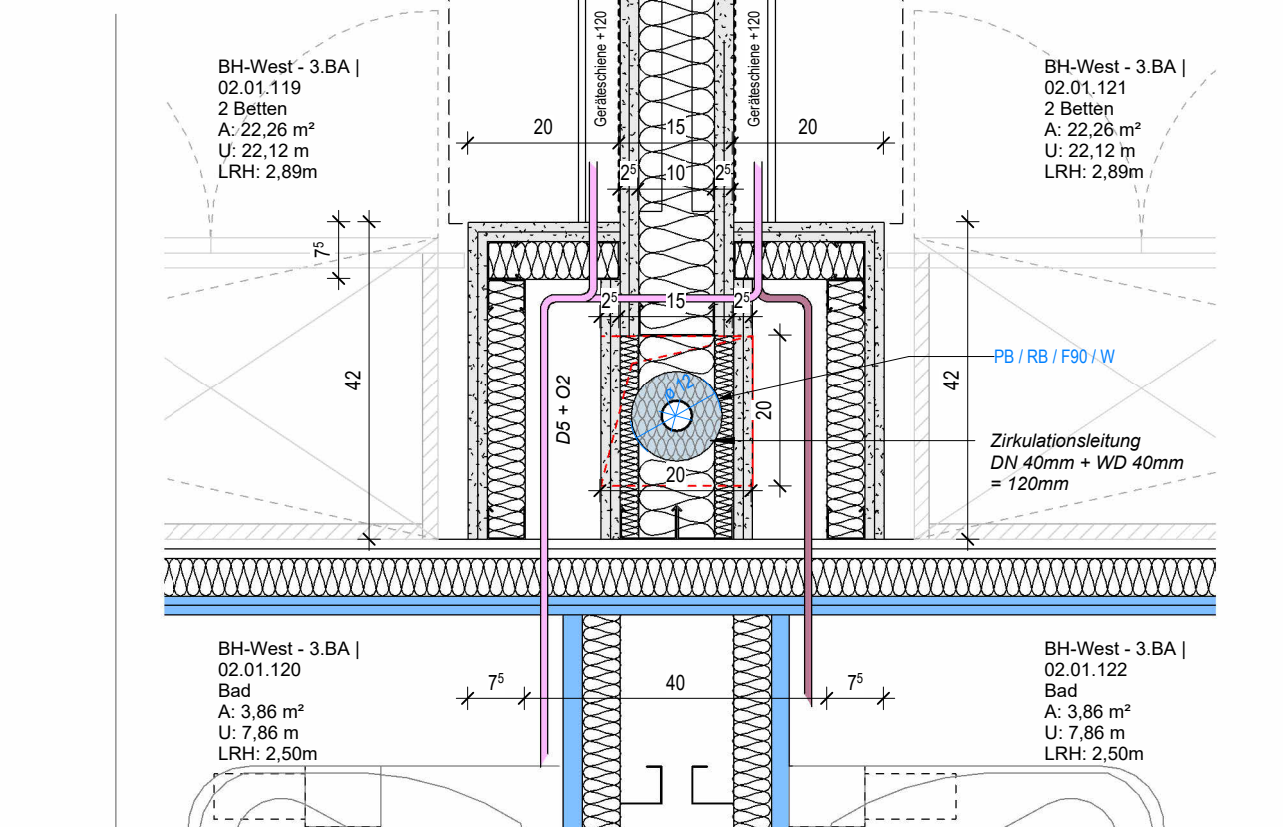 BH-West - 3.BA |
02.01.119
2 Betten
A: 22,26 m²
U: 22,12 m
LRH: 2,89m
Geräteschiene +120
Geräteschiene +120
BH-West - 3.BA |
02.01.121
2 Betten
A: 22,26 m²
U: 22,12 m
LRH: 2,89m
20
15
20
2⁵
10
2⁵
7⁵
2⁵
15
2⁵
42
D5 + O2
ø 12
20
20
PB / RB / F90 / W
42
Zirkulationsleitung
DN 40mm + WD 40mm
= 120mm
BH-West - 3.BA |
02.01.120
Bad
A: 3,86 m²
U: 7,86 m
LRH: 2,50m
7⁵
40
7⁵
BH-West - 3.BA |
02.01.122
Bad
A: 3,86 m²
U: 7,86 m
LRH: 2,50m